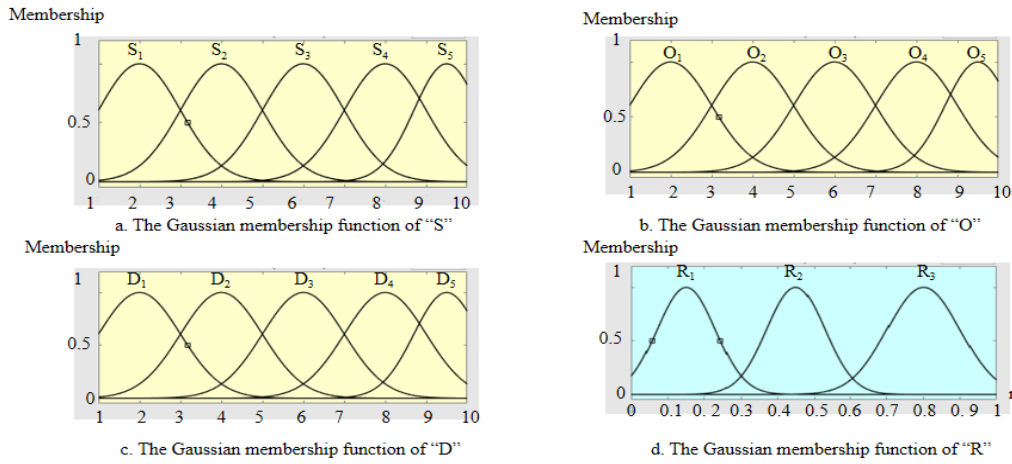 Membership
1
S1 S2 S3 S4 S5
0.5
0
1 2 3 4 5 6 7 8 9 10
a. The Gaussian membership function of “S”
Membership
1
O1 O2 O3 O4 O5
0.5
0
1 2 3 4 5 6 7 8 9 10
b. The Gaussian membership function of “O”
Membership
1
D1 D2 D3 D4 D5
0.5
0
1 2 3 4 5 6 7 8 9 10
c. The Gaussian membership function of “D”
Membership
1
R1 R2 R3
0.5
0
0 0.1 0. 2 0.3 0.4 0.5 0.6 0.7 0.8 0. 9 1
d. The Gaussian membership function of “R”